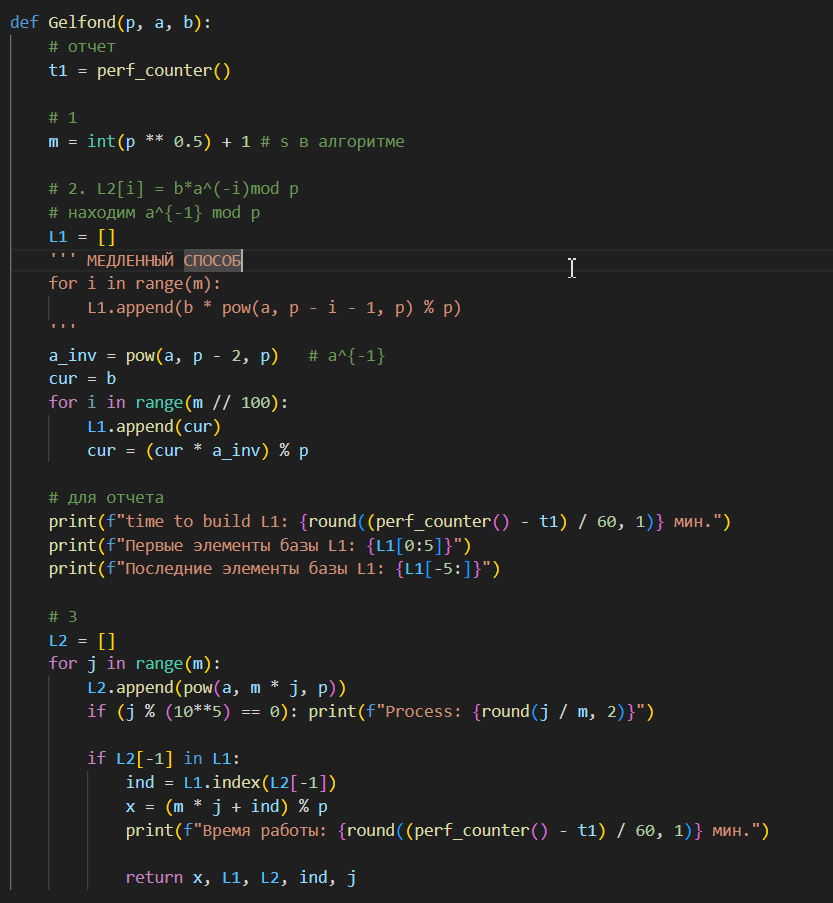 def Gelfond(p, a, b):
    # отчет
    t1 = perf_counter()

    # 1
    m = int(p ** 0.5) + 1 # s в алгоритме

    # 2. L2[i] = b*a^(-i)mod p
    # находим a^{-1} mod p
    L1 = []
    ''' МЕДЛЕННЫЙ СПОСОБ
    for i in range(m):
        L1.append(b * pow(a, p - i - 1, p) % p)
    '''
    a_inv = pow(a, p - 2, p)   # a^{-1}
    cur = b
    for i in range(m // 100):
        L1.append(cur)
        cur = (cur * a_inv) % p

    # для отчета
    print(f"time to build L1: {round((perf_counter() - t1) / 60, 1)} мин.")
    print(f"Первые элементы базы L1: {L1[0:5]}")
    print(f"Последние элементы базы L1: {L1[-5:]}")

    # 3
    L2 = []
    for j in range(m):
        L2.append(pow(a, m * j, p))
        if (j % (10**5) == 0): print(f"Process: {round(j / m, 2)}")

        if L2[-1] in L1:
            ind = L1.index(L2[-1])
            x = (m * j + ind) % p
            print(f"Время работы: {round((perf_counter() - t1) / 60, 1)} мин.")

            return x, L1, L2, ind, j